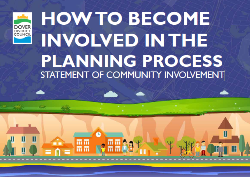 DOVER
DISTRICT
COUNCIL
HOW TO BECOME
INVOLVED IN THE
PLANNING PROCESS
STATEMENT OF COMMUNITY INVOLVEMENT